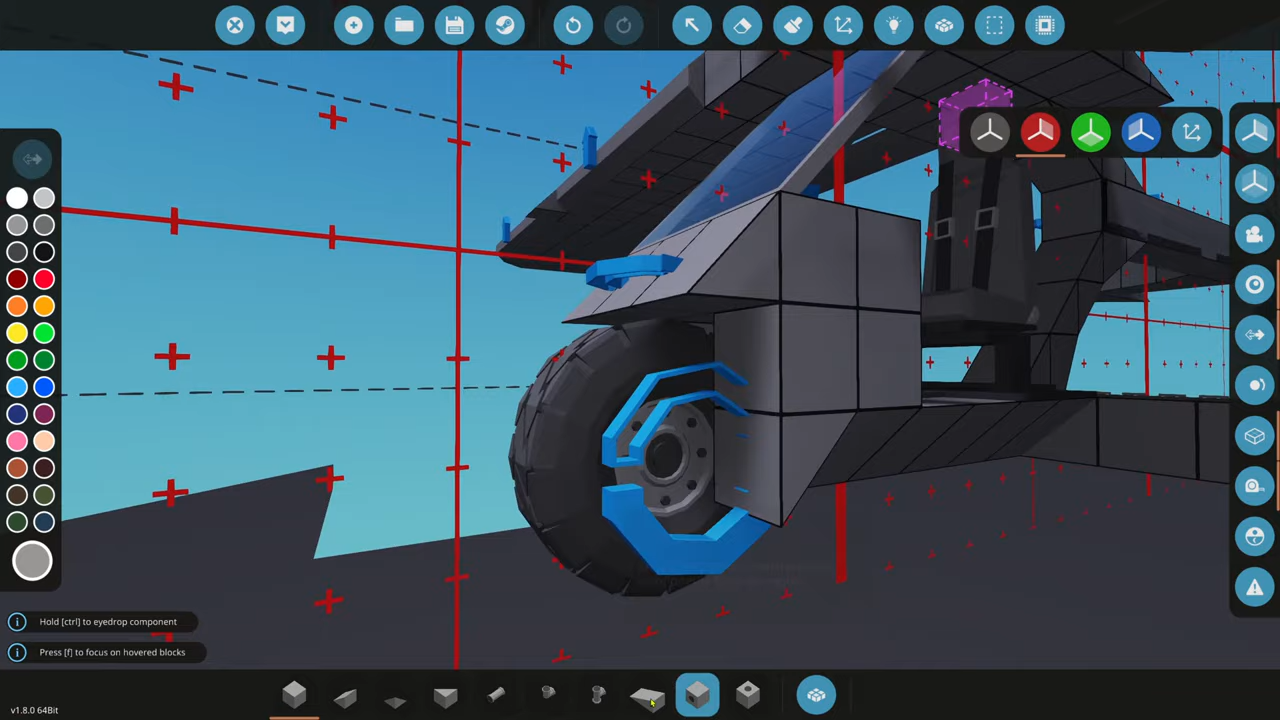 Hold [ctrl] to eyedrop component
Press [f] to focus on hovered blocks
v1.8.0 64Bit